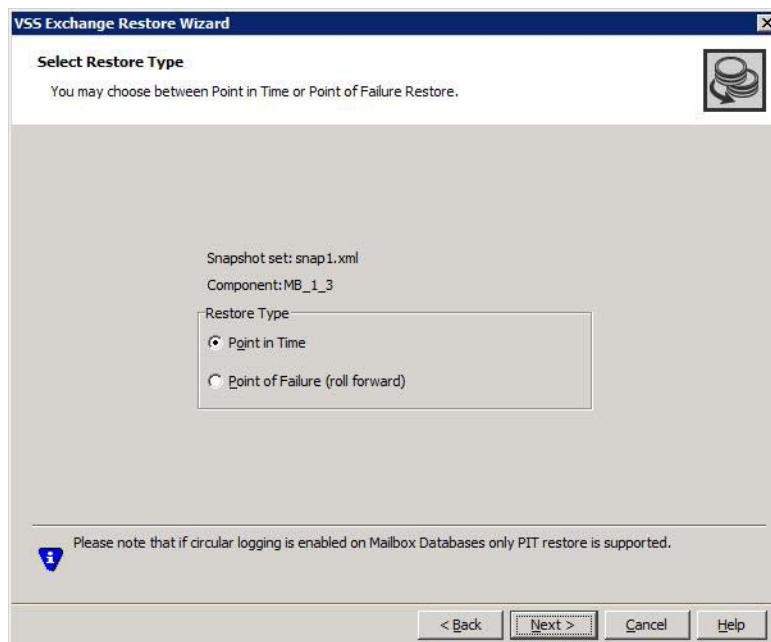 VSS Exchange Restore Wizard
Select Restore Type
You may choose between Point in Time or Point of Failure Restore.
Snapshot set: snap1.xml
Component:MB_1_3
Restore Type
Point in Time
Point of Failure (roll forward)
Please note that if circular logging is enabled on Mailbox Databases only PIT restore is supported.
< Back Next > Cancel Help